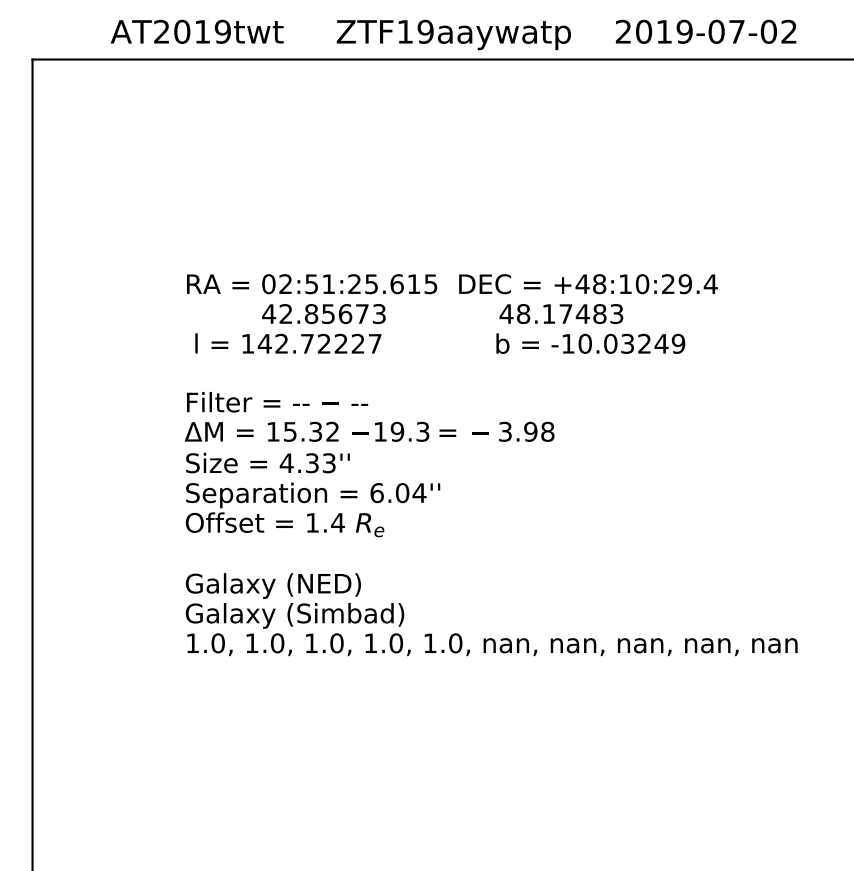 AT2019twt ZTF19aaywatp 2019-07-02
RA = 02:51:25.615 DEC = +48:10:29.4
42.85673 48.17483
l = 142.72227 b = -10.03249
Filter = -- − --
ΔM = 15.32 −19.3 = − 3.98
Size = 4.33''
Separation = 6.04''
Offset = 1.4 Re
Galaxy (NED)
Galaxy (Simbad)
1.0, 1.0, 1.0, 1.0, 1.0, nan, nan, nan, nan, nan